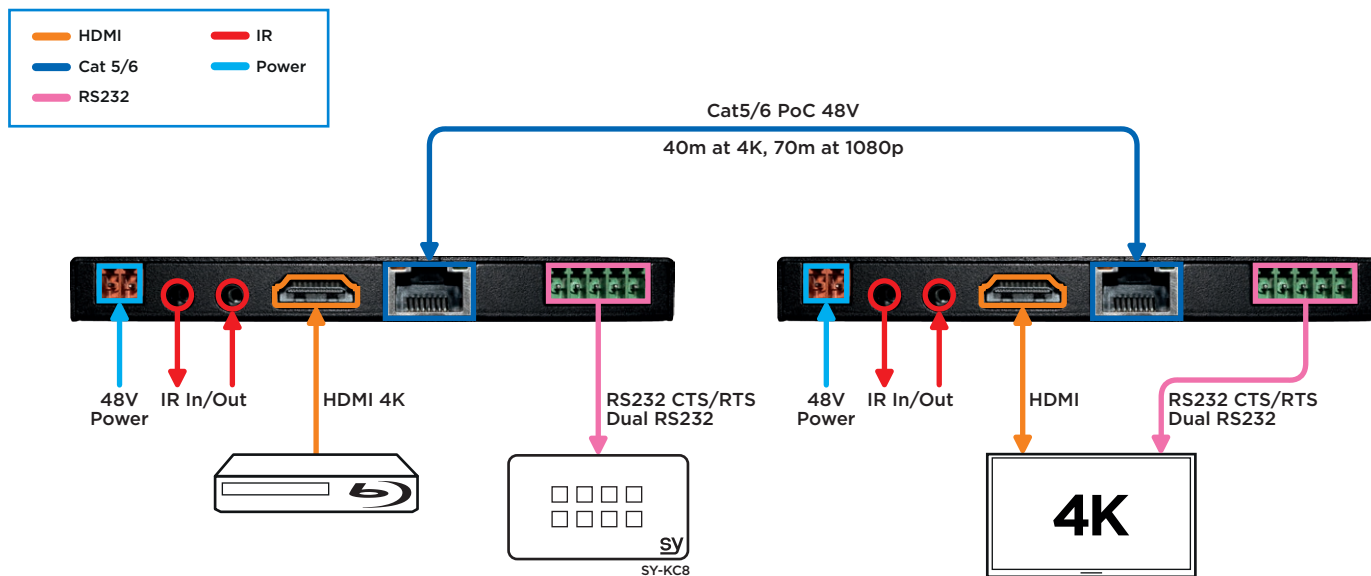 HDMI
IR
Cat 5/6
Power
RS232
Cat5/6 PoC 48V
40m at 4K, 70m at 1080p
48V
Power
IR In/Out
HDMI 4K
RS232 CTS/RTS
Dual RS232
48V
Power
IR In/Out
HDMI
RS232 CTS/RTS
Dual RS232
sy
SY-KC8
4K